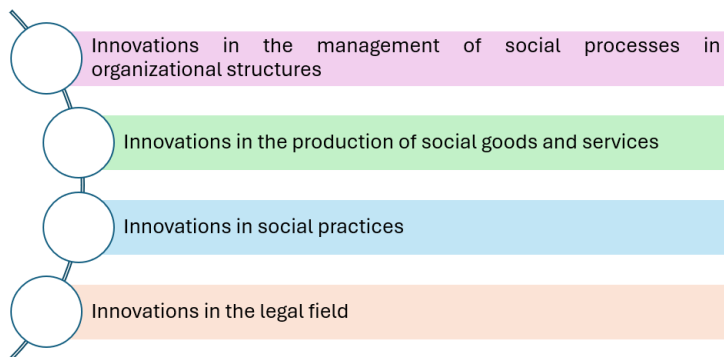 Innovations in the management of social processes in
organizational structures
Innovations in the production of social goods and services
Innovations in social practices
Innovations in the legal field